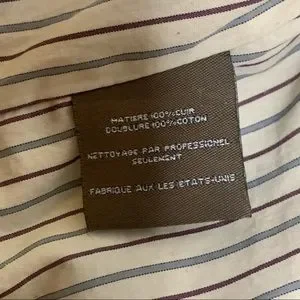 MATIERE 100% CUIR
DOUBLURE 100% COTON
NETTOYAGE PAR PROFESSIONEL
SEULEMENT
FABRIQUE AUX LES ETATS-UNIS